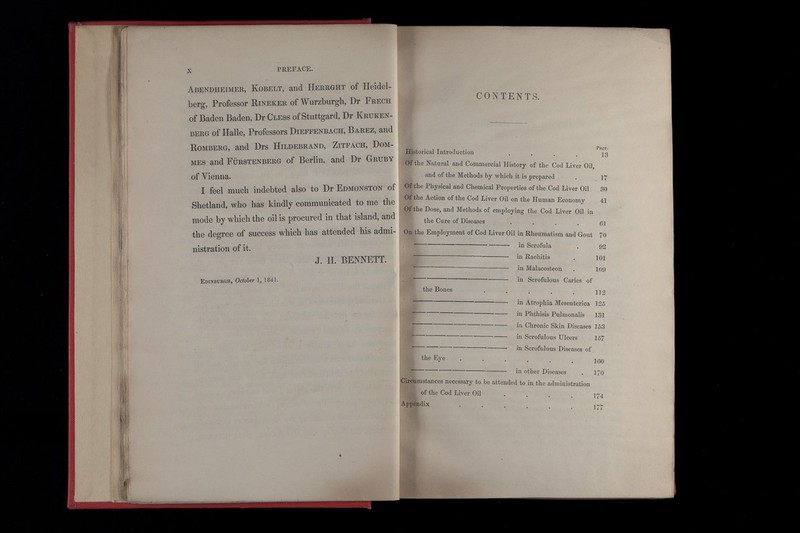 x PREFACE.
ABENDHEIMER, KOBELT, and HERRGHT of Heidel-
berg, Professor RINEKER of Wurzburgh, Dr FRECH
of Baden Baden, Dr CLESS of Stuttgard, Dr KRUKEN-
BERG of Halle, Professors DIEFFENBACH, BAREZ, and
ROMBERG, and Drs HILDEBRAND, ZITPACH, DOM-
MES and FÜRSTENBERG of Berlin, and Dr GRUBY
of Vienna.
I feel much indebted also to Dr EDMONSTON of
Shetland, who has kindly communicated to me the
mode by which the oil is procured in that island, and
the degree of success which has attended his admi-
nistration of it.
J. H. BENNETT.
EDINBURGH, October 1, 1841.
CONTENTS.
Page.
Historical Introduction . . . . 13
Of the Natural and Commercial History of the Cod Liver Oil,
and of the Methods by which it is prepared . 17
Of the Physical and Chemical Properties of the Cod Liver Oil 30
Of the Action of the Cod Liver Oil on the Human Economy 41
Of the Dose, and Methods of employing the Cod Liver Oil in
the Cure of Diseases . . . . 61
On the Employment of Cod Liver Oil in Rheumatism and Gout 70
in Scrofula . 92
in Rachitis . 101
in Malacosteon . 109
in Scrofulous Caries of
the Bones . . . . . 112
in Atrophia Mesenterica 125
in Phthisis Pulmonalis 131
in Chronic Skin Diseases 153
in Scrofulous Ulcers 157
in Scrofulous Diseases of
the Eye . . . . . . 160
in other Diseases . 170
Circumstances necessary to be attended to in the administration
of the Cod Liver Oil . . . . 174
Appendix . . . . . . 177